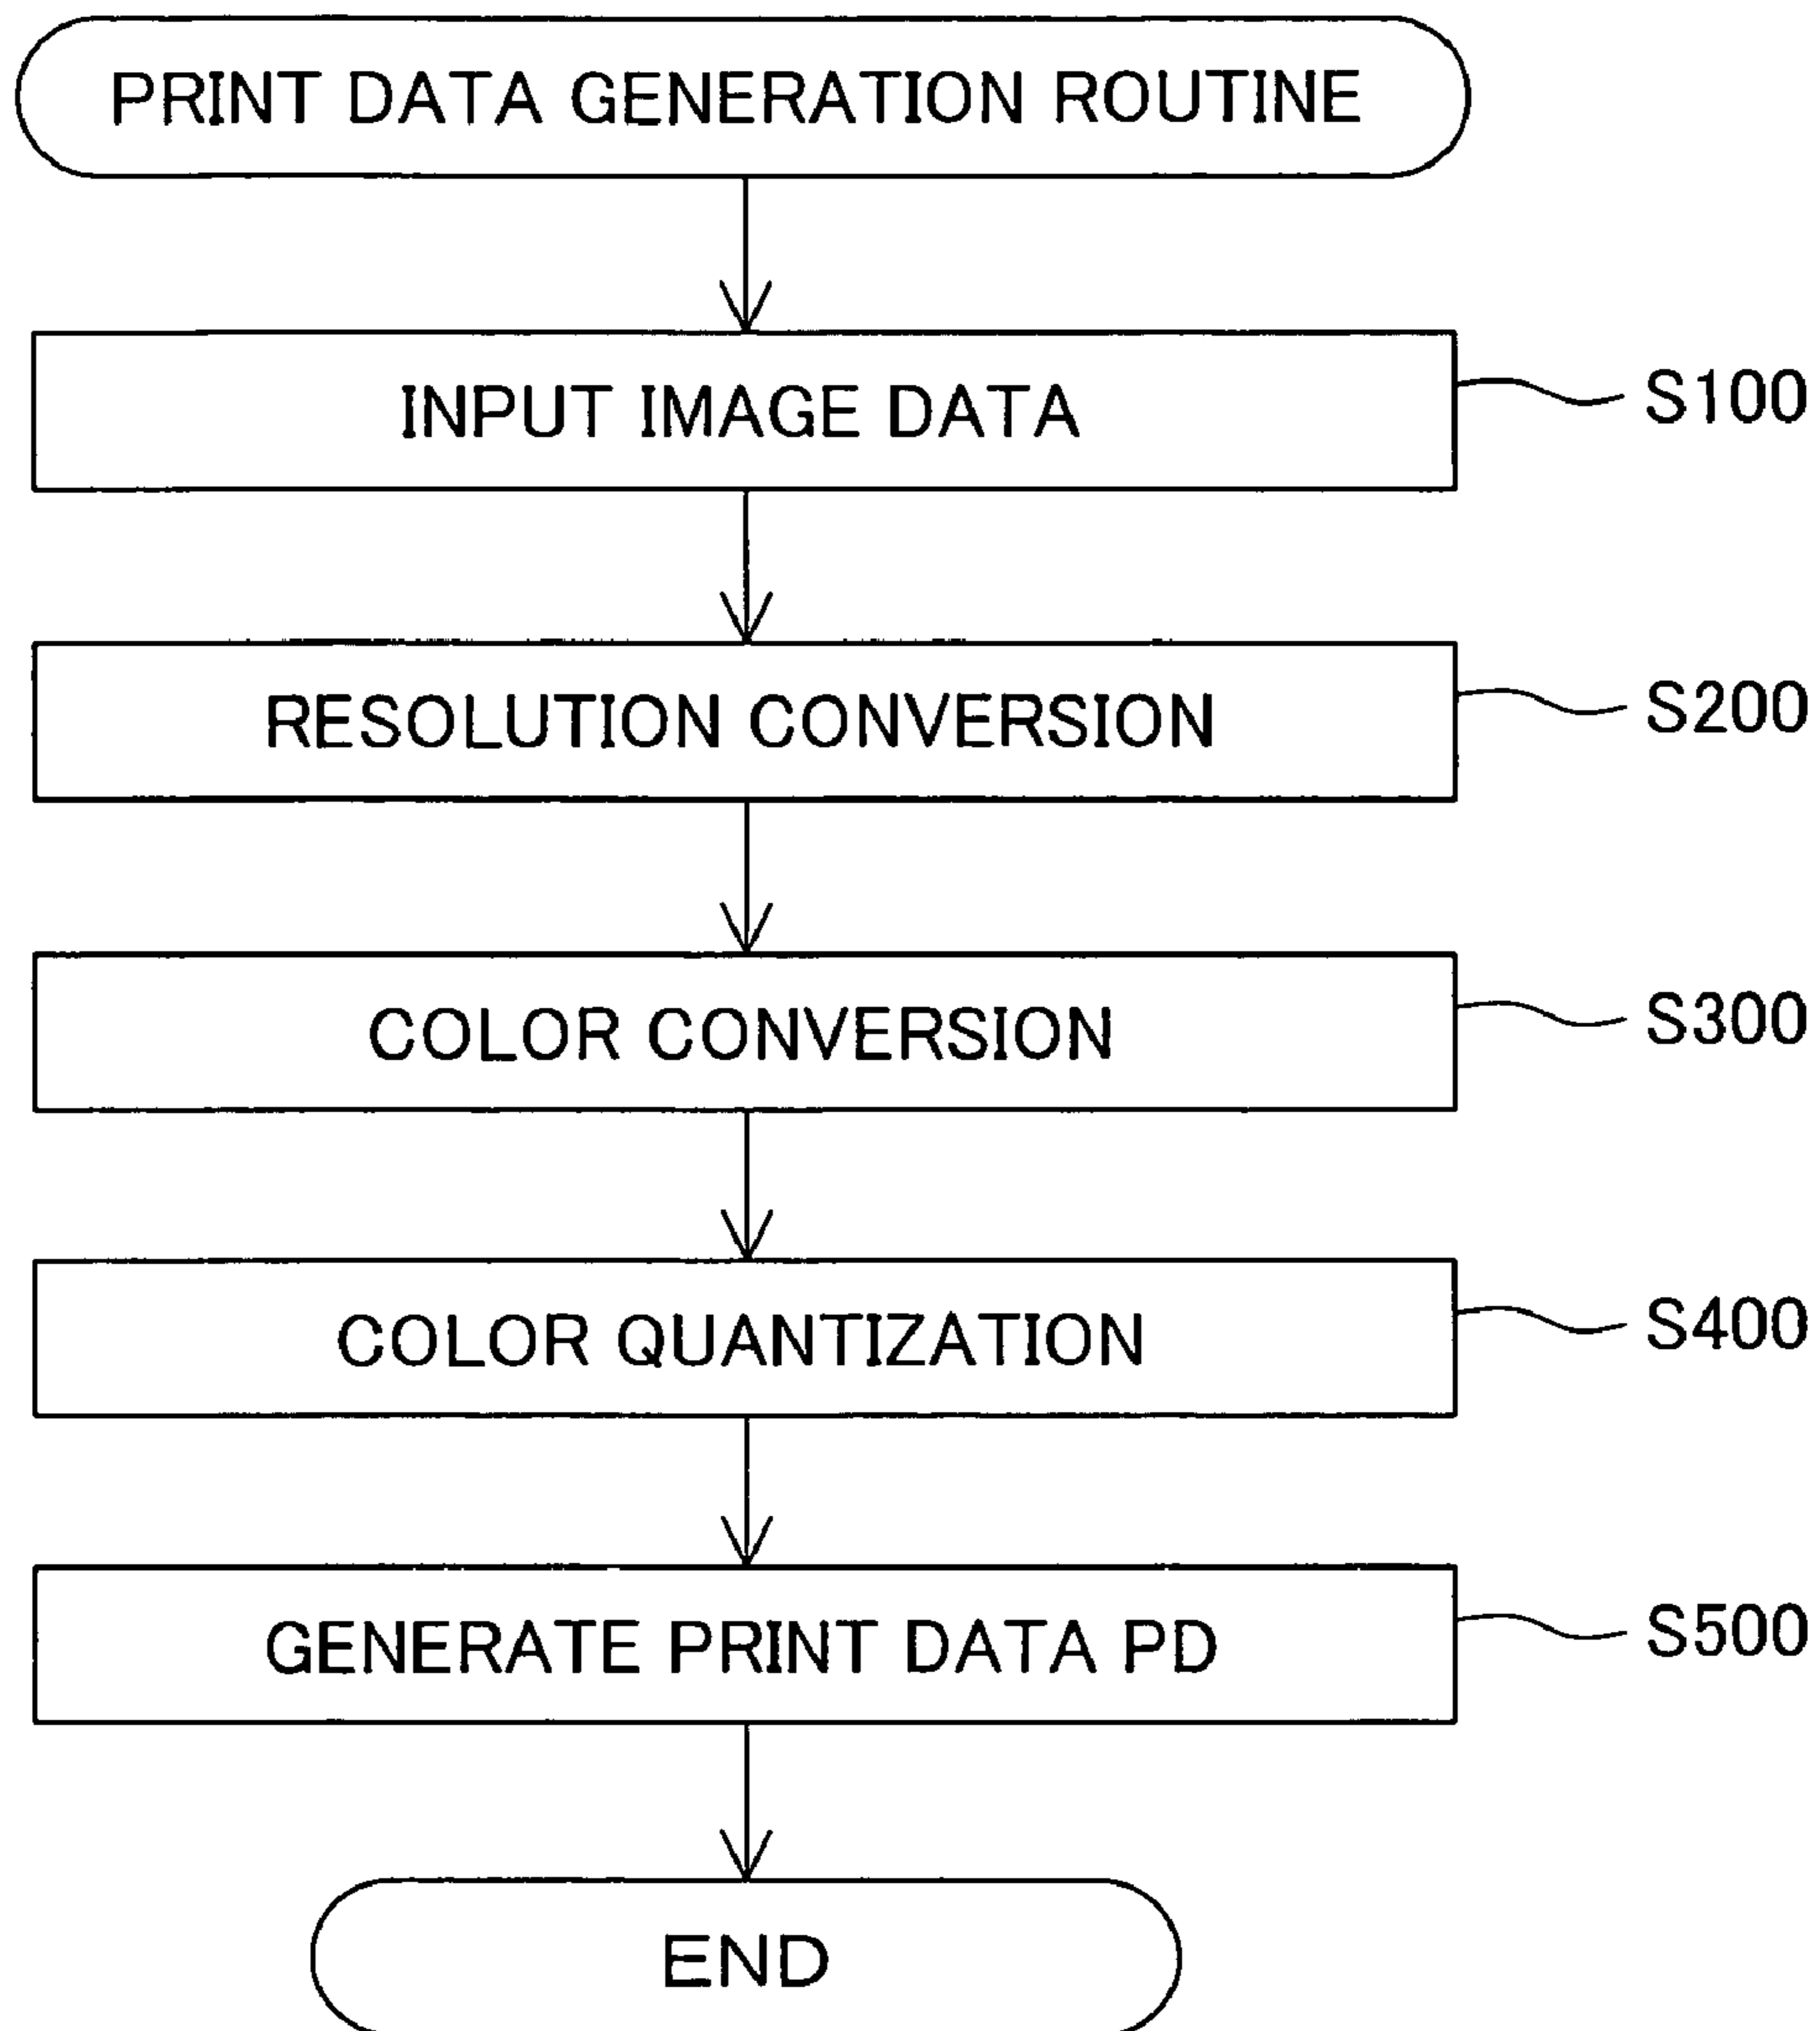 PRINT DATA GENERATION ROUTINE
INPUT IMAGE DATA
S100
RESOLUTION CONVERSION
S200
COLOR CONVERSION
S300
COLOR QUANTIZATION
S400
GENERATE PRINT DATA PD
S500
END